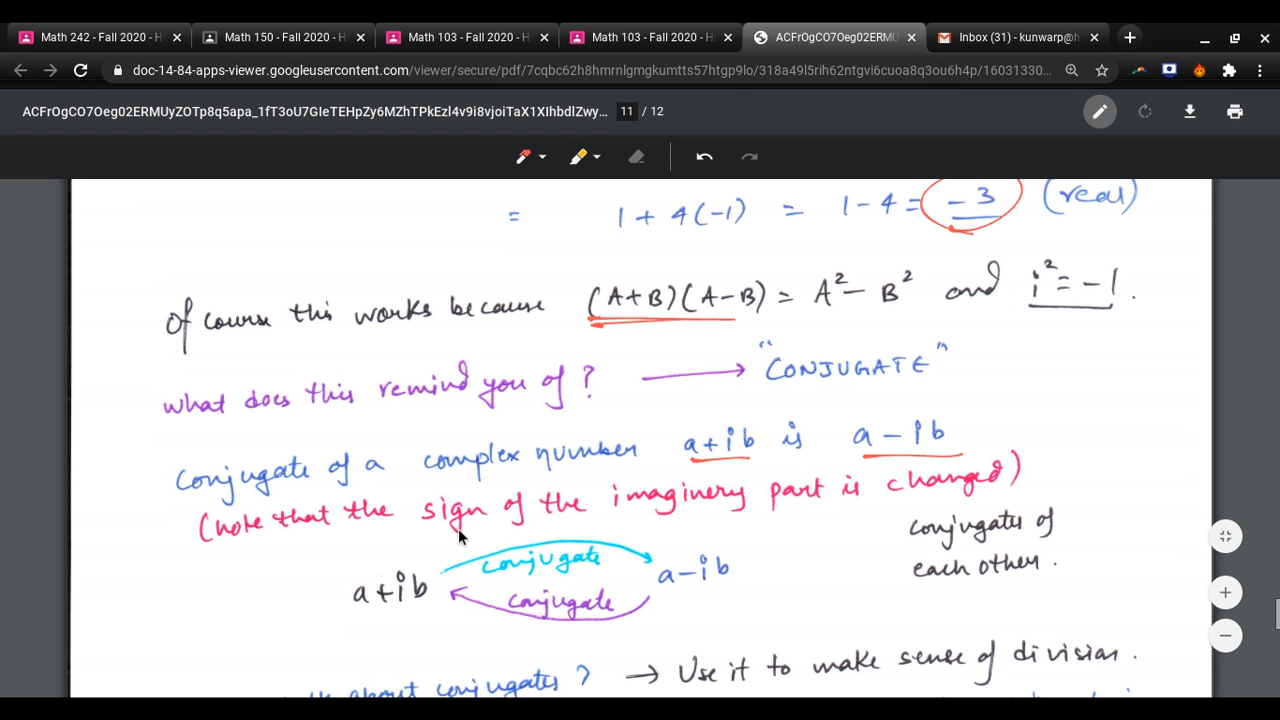 Math 242 - Fall 2020 - H
Math 150 - Fall 2020 - H
Math 103 - Fall 2020 - H
Math 103 - Fall 2020 - H
ACFrOgCO7Oeg02ERMU
Inbox (31) - kunwarp@h
doc-14-84-apps-viewer.googleusercontent.com/viewer/secure/pdf/7cqbc62h8hmrnlgmgkumtts57htgp9lo/318a49l5rih62ntgvi6cuoa8q3ou6h4p/16031330...
ACFrOgCO7Oeg02ERMUyZOTp8q5apa_1fT3oU7GIeTEHpZy6MZhTPkEzl4v9i8vjoiTaX1XIhbdlZwy... 11 / 12
= 1 + 4(-1) = 1 - 4 = -3 (real)
Of course this works because (A+B)(A-B) = A² - B² and i² = -1.
What does this remind you of? → "CONJUGATE"
Conjugate of a complex number a+ib is a-ib
(note that the sign of the imaginery part is changed)
conjugates of
each other.
conjugate
a+ib a-ib
conjugate
about conjugates? → Use it to make sense of division.